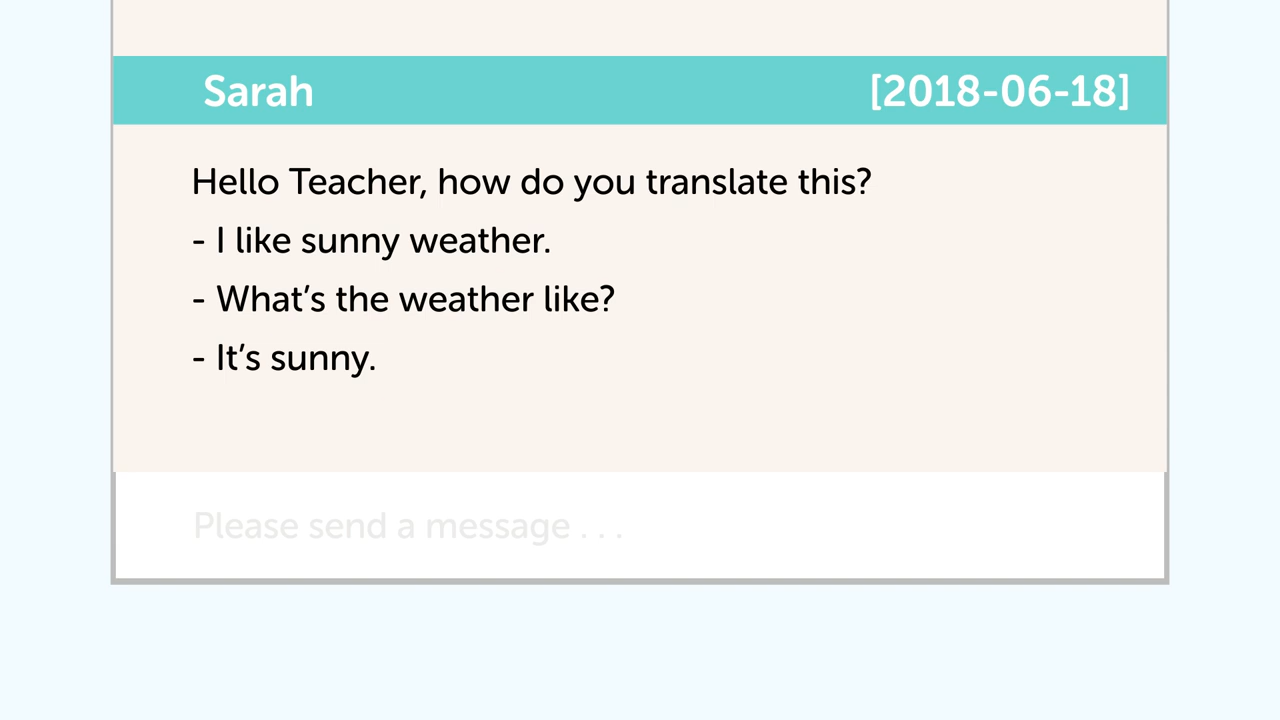 Sarah [2018-06-18]
Hello Teacher, how do you translate this?
- I like sunny weather.
- What’s the weather like?
- It’s sunny.
Please send a message . . .